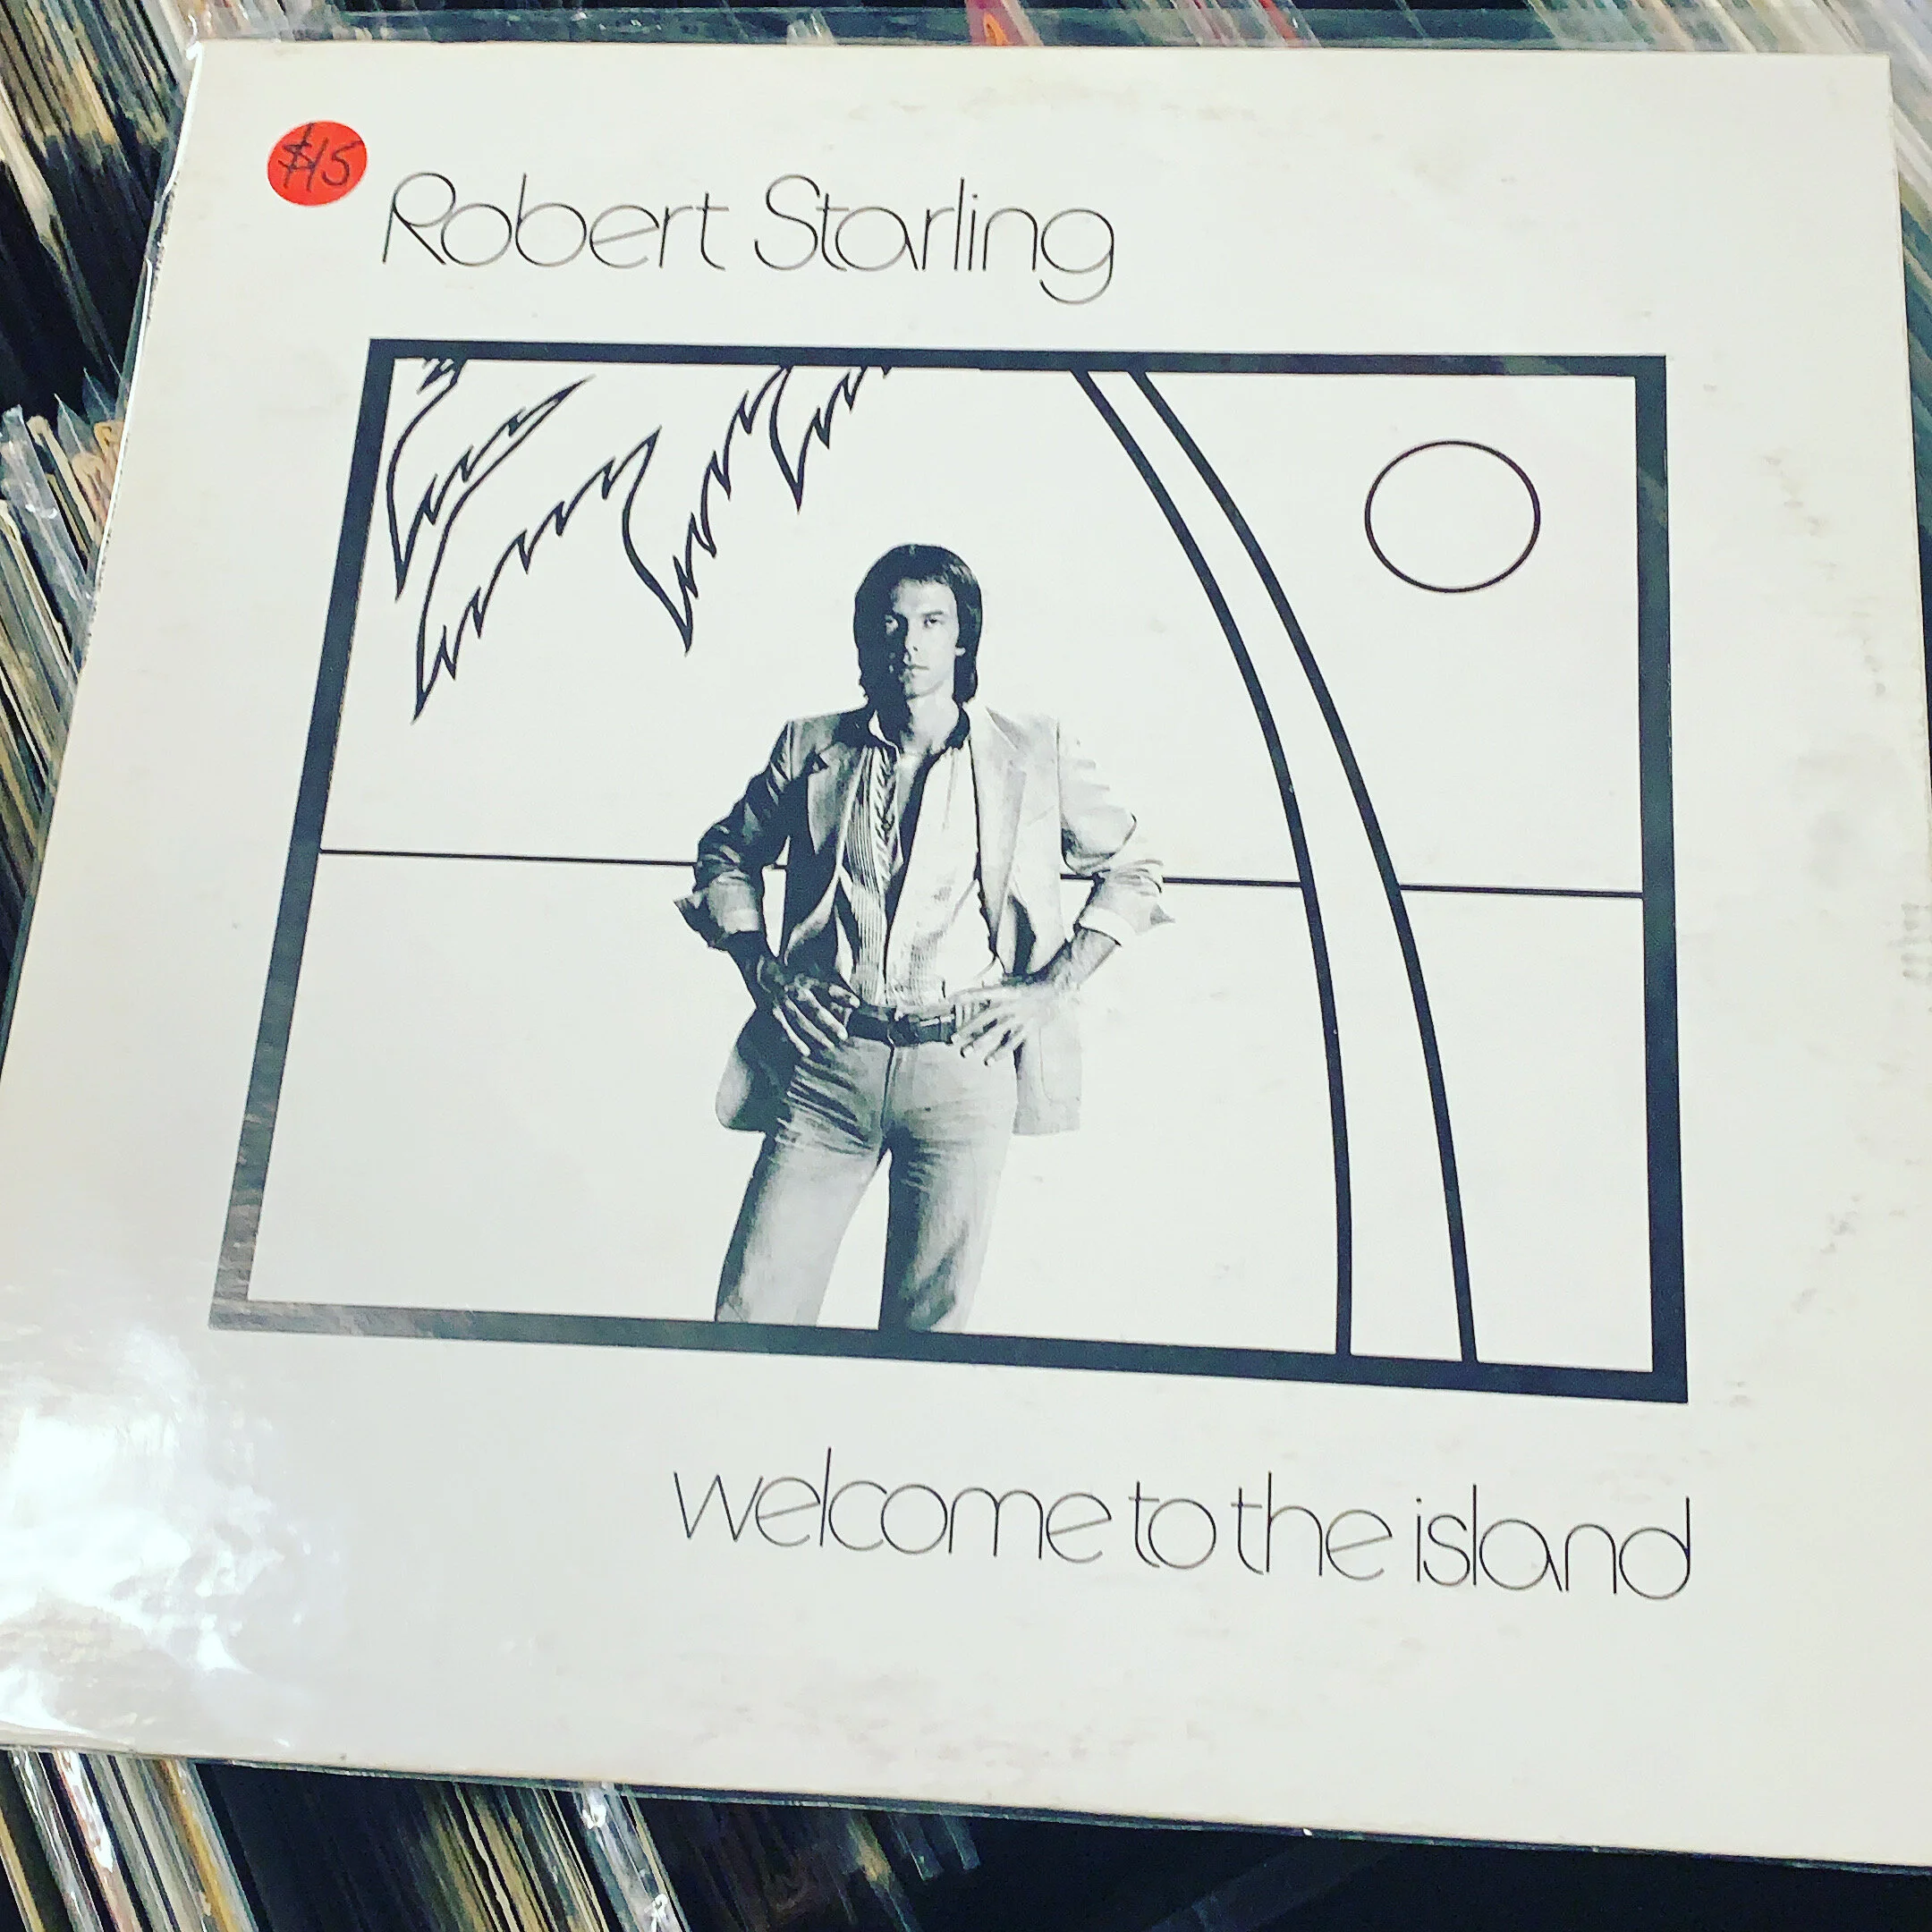 $15
Robert Starling
welcome to the island